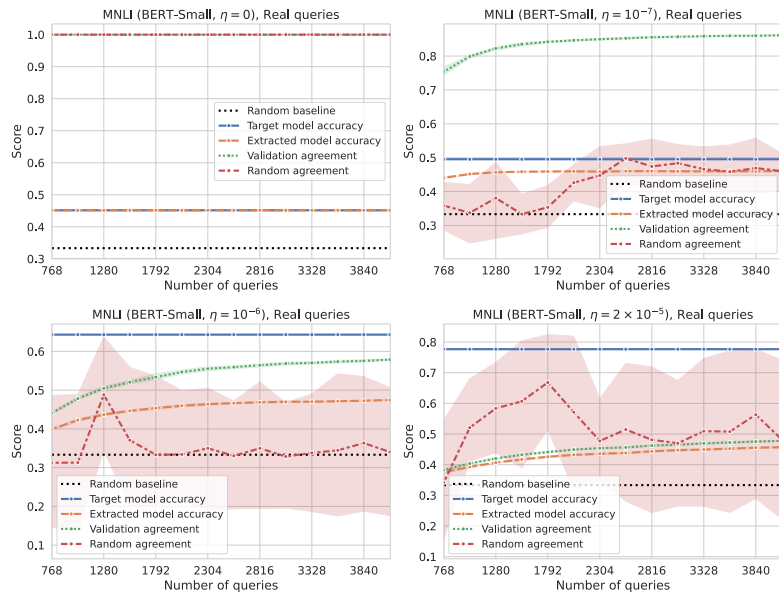 MNLI (BERT-Small, η = 0), Real queries
1.0
0.9
0.8
0.7
0.6
0.5
0.4
0.3
Score
Random baseline
Target model accuracy
Extracted model accuracy
Validation agreement
Random agreement
768 1280 1792 2304 2816 3328 3840
Number of queries
MNLI (BERT-Small, η = 10⁻⁷), Real queries
0.8
0.7
0.6
0.5
0.4
0.3
Score
Random baseline
Target model accuracy
Extracted model accuracy
Validation agreement
Random agreement
768 1280 1792 2304 2816 3328 3840
Number of queries
MNLI (BERT-Small, η = 10⁻⁶), Real queries
0.6
0.5
0.4
0.3
0.2
0.1
Score
Random baseline
Target model accuracy
Extracted model accuracy
Validation agreement
Random agreement
768 1280 1792 2304 2816 3328 3840
Number of queries
MNLI (BERT-Small, η = 2 × 10⁻⁵), Real queries
0.8
0.7
0.6
0.5
0.4
0.3
0.2
0.1
Score
Random baseline
Target model accuracy
Extracted model accuracy
Validation agreement
Random agreement
768 1280 1792 2304 2816 3328 3840
Number of queries